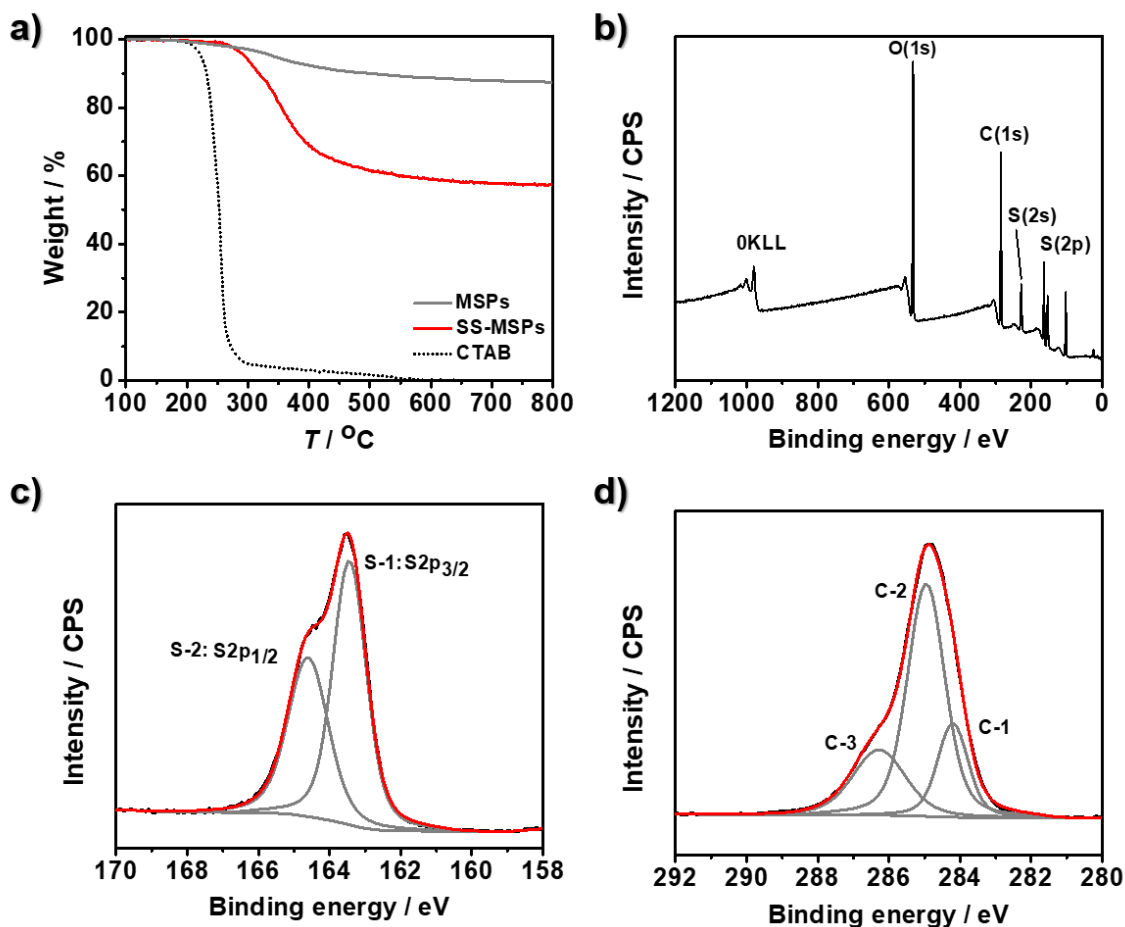 a)
100
80
60
40
20
0
Weight / %
MSPs
SS-MSPs
CTAB
100 200 300 400 500 600 700 800
T / °C
b)
O(1s)
C(1s)
S(2s)
S(2p)
0KLL
Intensity / CPS
1200 1000 800 600 400 200 0
Binding energy / eV
c)
S-1: S2p3/2
S-2: S2p1/2
Intensity / CPS
170 168 166 164 162 160 158
Binding energy / eV
d)
C-2
C-1
C-3
Intensity / CPS
292 290 288 286 284 282 280
Binding energy / eV